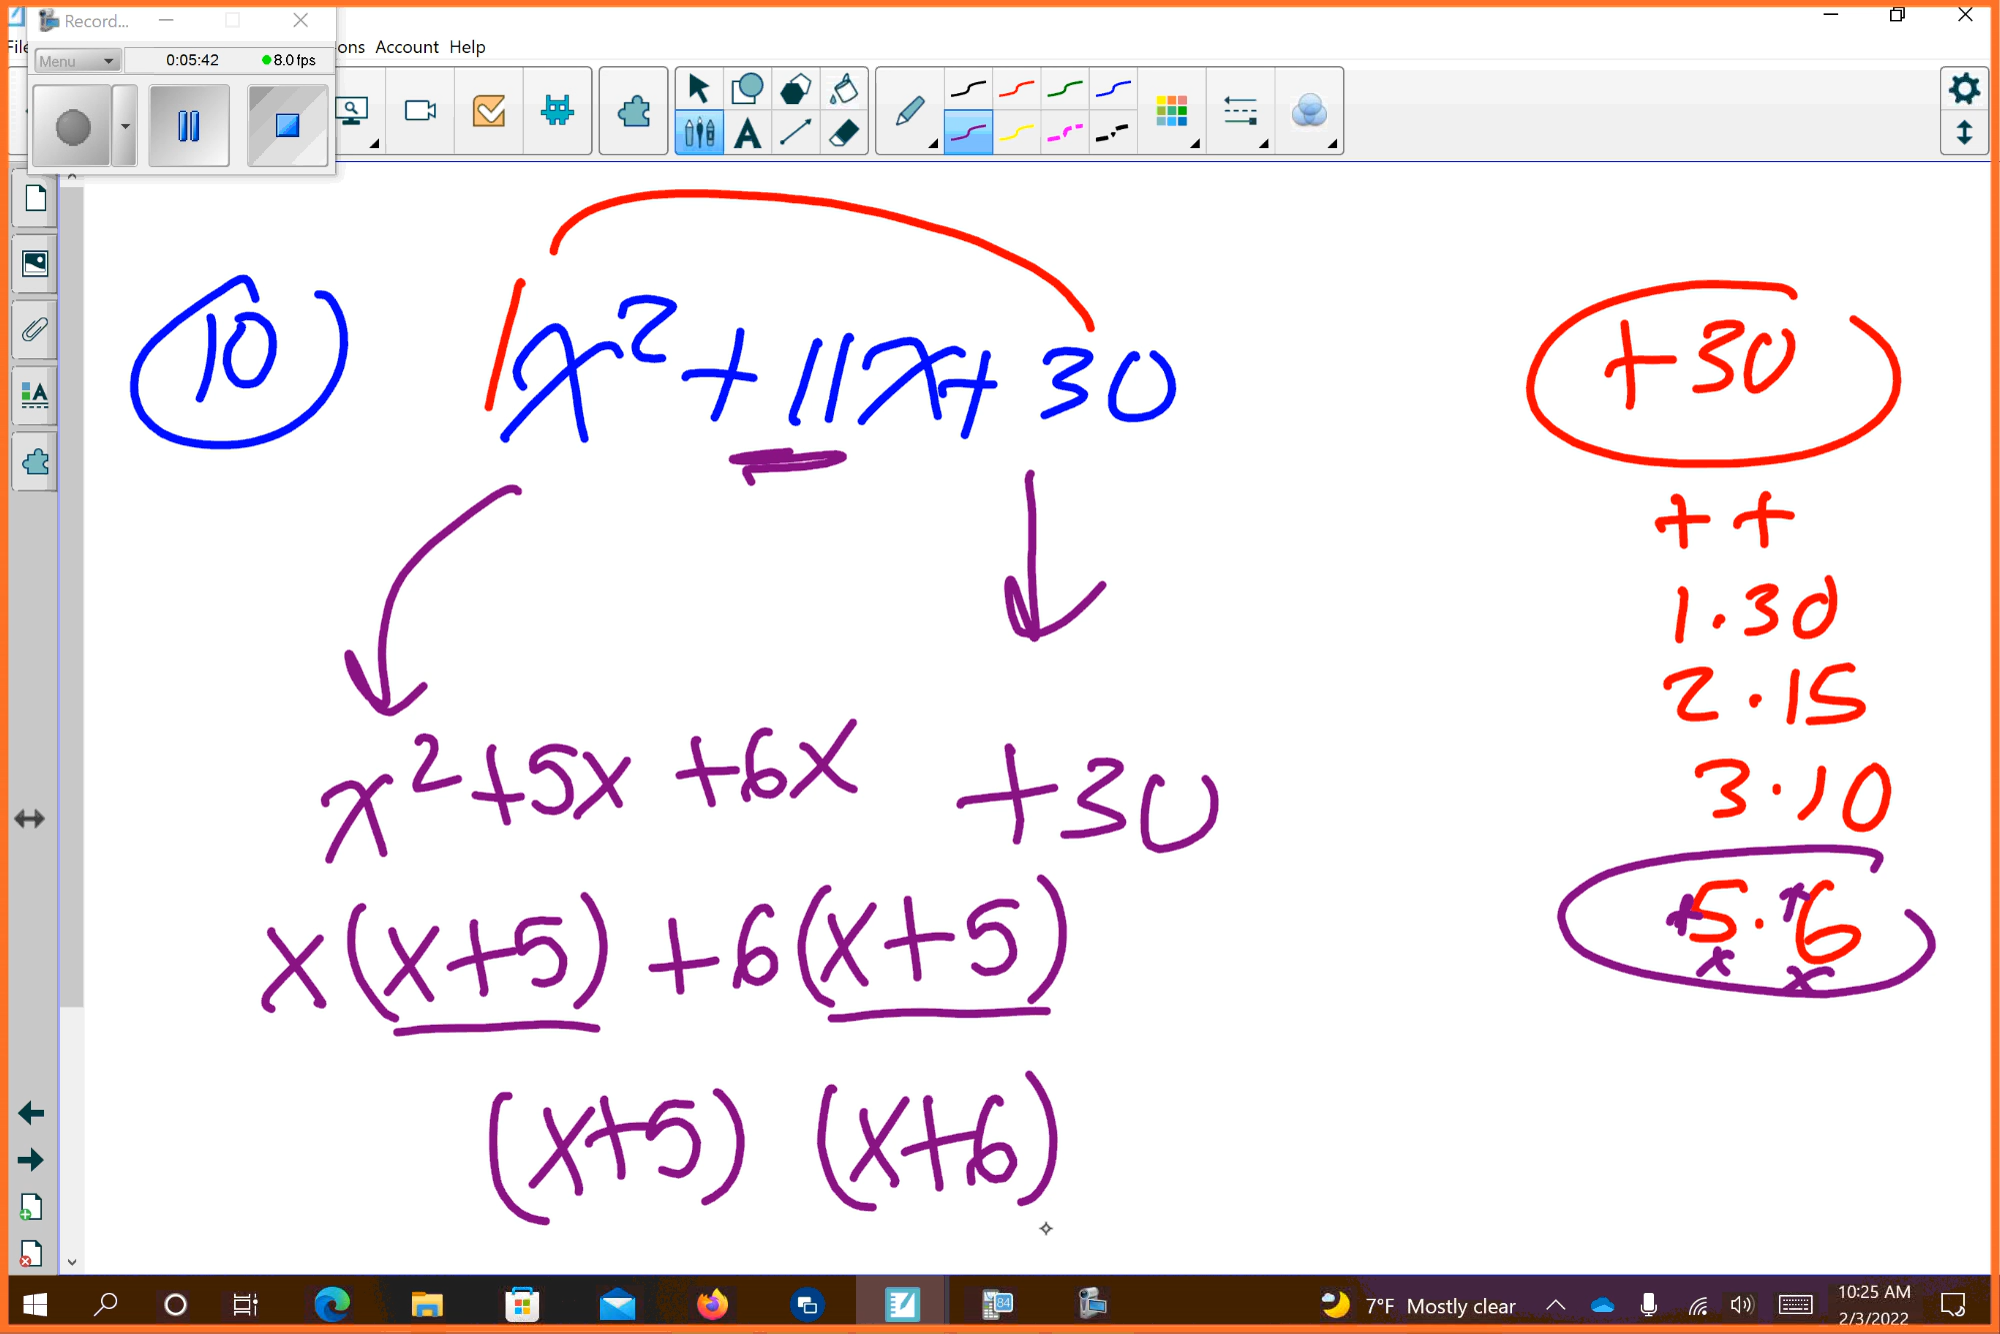 Record...
Menu 0:05:42 8.0 fps
File
ons Account Help
10
1x² + 11x + 30
+30
+ +
1·30
2·15
3·10
+5·+6
x x
x² +5x +6x +30
x(x+5) +6(x+5)
(x+5) (x+6)
84
7°F Mostly clear
10:25 AM
2/3/2022